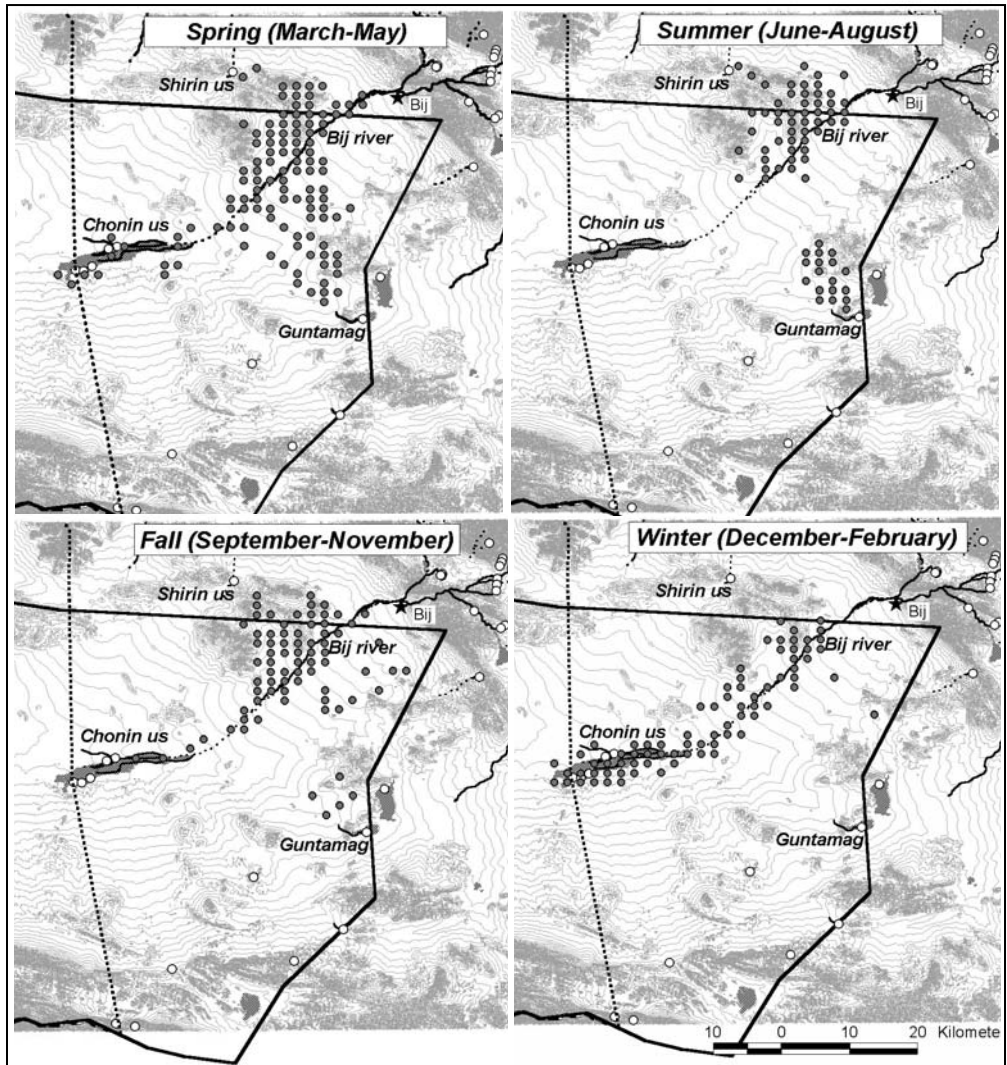 Spring (March-May)
Shirin us
Bij
Bij river
Chonin us
Guntamag
Summer (June-August)
Shirin us
Bij
Bij river
Chonin us
Guntamag
Fall (September-November)
Shirin us
Bij
Bij river
Chonin us
Guntamag
Winter (December-February)
Shirin us
Bij
Bij river
Chonin us
Guntamag
10 0 10 20 Kilomete